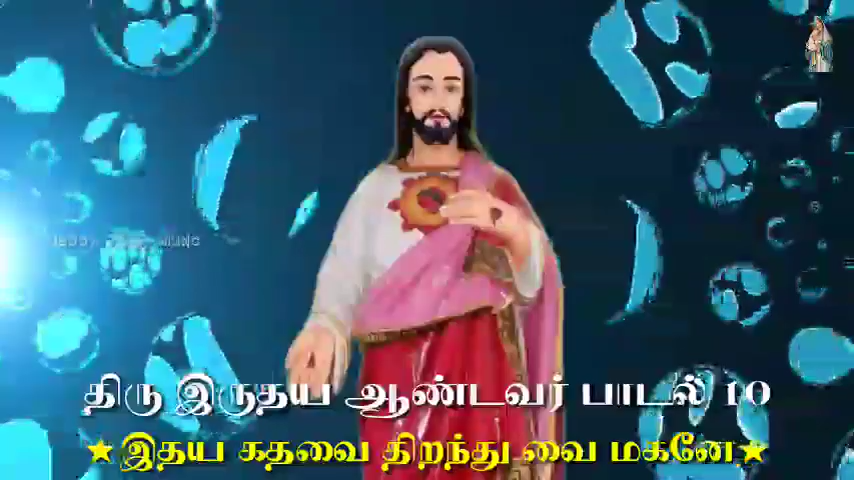 திரு இருதய ஆண்டவர் பாடல் 10
★இதய கதவை திறந்து வை மகனே★